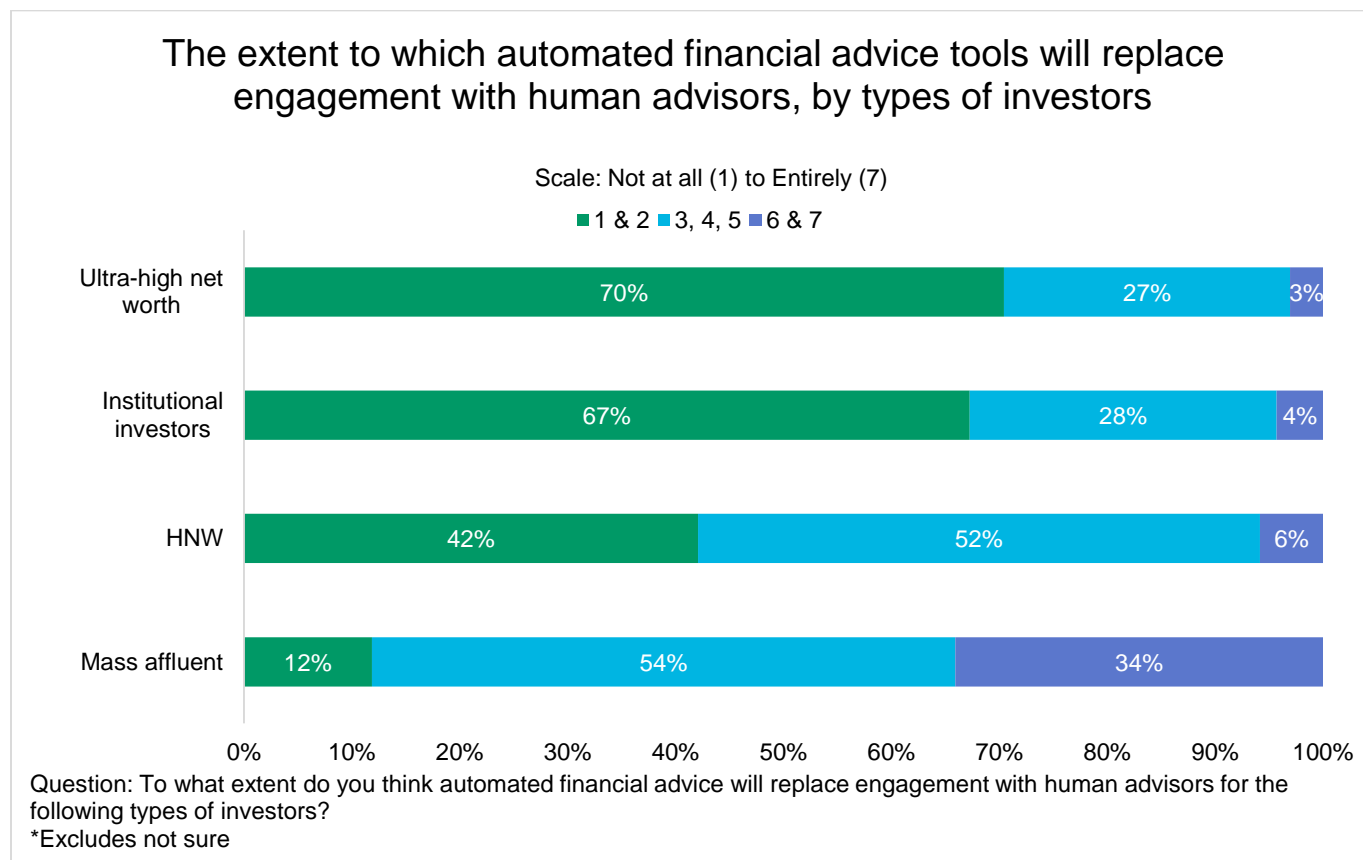 The extent to which automated financial advice tools will replace
engagement with human advisors, by types of investors
Scale: Not at all (1) to Entirely (7)
1 & 2 3, 4, 5 6 & 7
Ultra-high net
worth
70% 27% 3%
Institutional
investors
67% 28% 4%
HNW
42% 52% 6%
Mass affluent
12% 54% 34%
0% 10% 20% 30% 40% 50% 60% 70% 80% 90% 100%
Question: To what extent do you think automated financial advice will replace engagement with human advisors for the
following types of investors?
*Excludes not sure